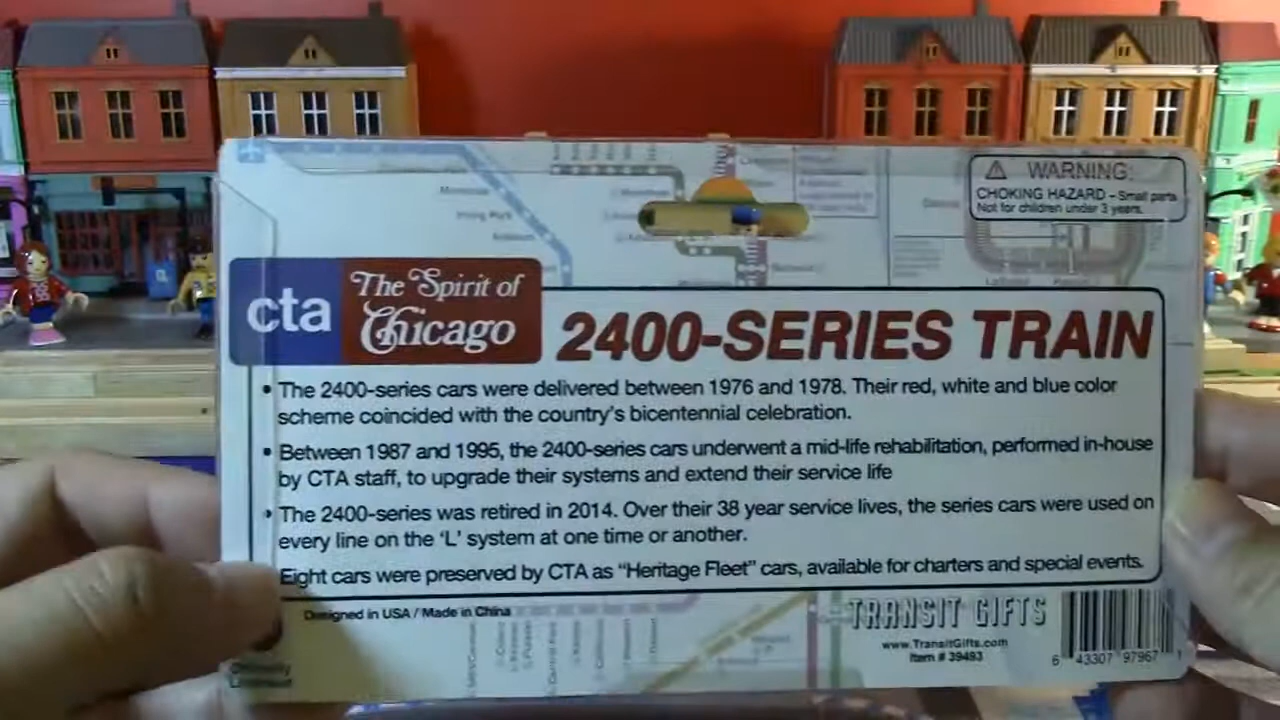 WARNING:
CHOKING HAZARD - Small parts
Not for children under 3 years.
Irving Park
cta
The Spirit of
Chicago
2400-SERIES TRAIN
• The 2400-series cars were delivered between 1976 and 1978. Their red, white and blue color
scheme coincided with the country's bicentennial celebration.
• Between 1987 and 1995, the 2400-series cars underwent a mid-life rehabilitation, performed in-house
by CTA staff, to upgrade their systems and extend their service life
• The 2400-series was retired in 2014. Over their 38 year service lives, the series cars were used on
every line on the 'L' system at one time or another.
Eight cars were preserved by CTA as "Heritage Fleet" cars, available for charters and special events.
Designed in USA / Made in China
TRANSIT GIFTS
www.TransitGifts.com
Item # 39493
6 43307 97967 1